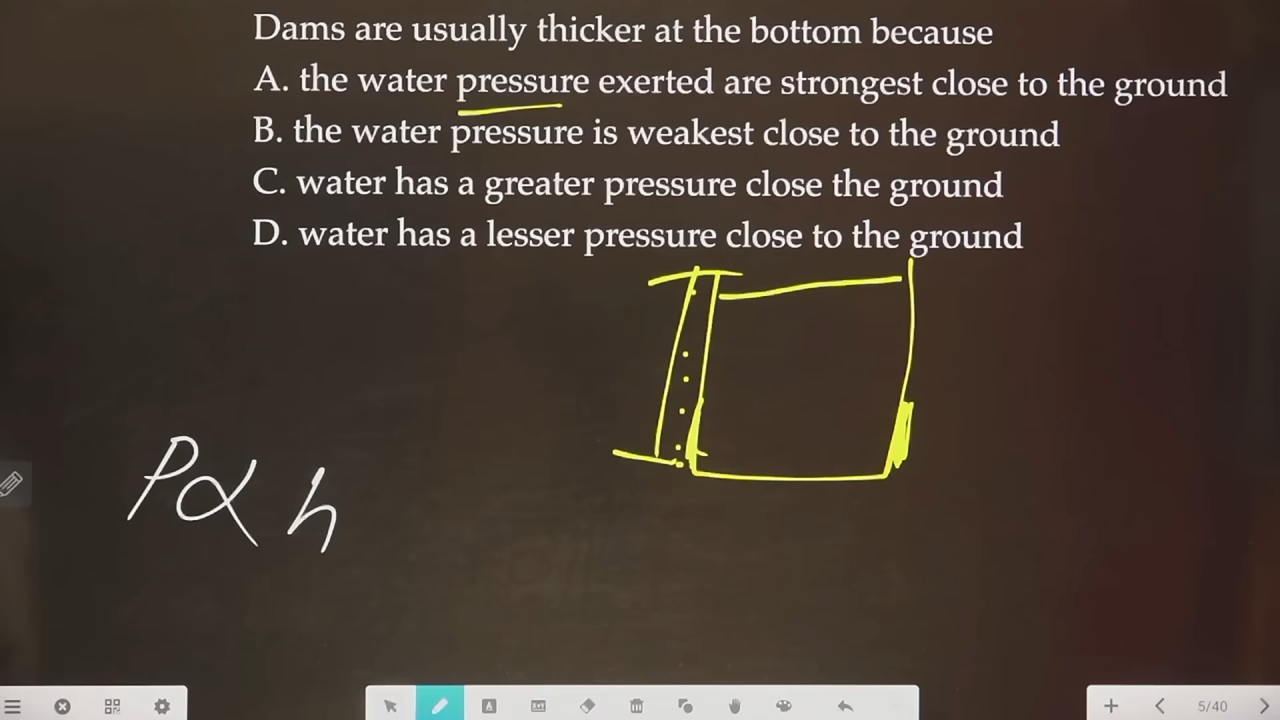 Dams are usually thicker at the bottom because
A. the water pressure exerted are strongest close to the ground
B. the water pressure is weakest close to the ground
C. water has a greater pressure close the ground
D. water has a lesser pressure close to the ground
P α h
5/40